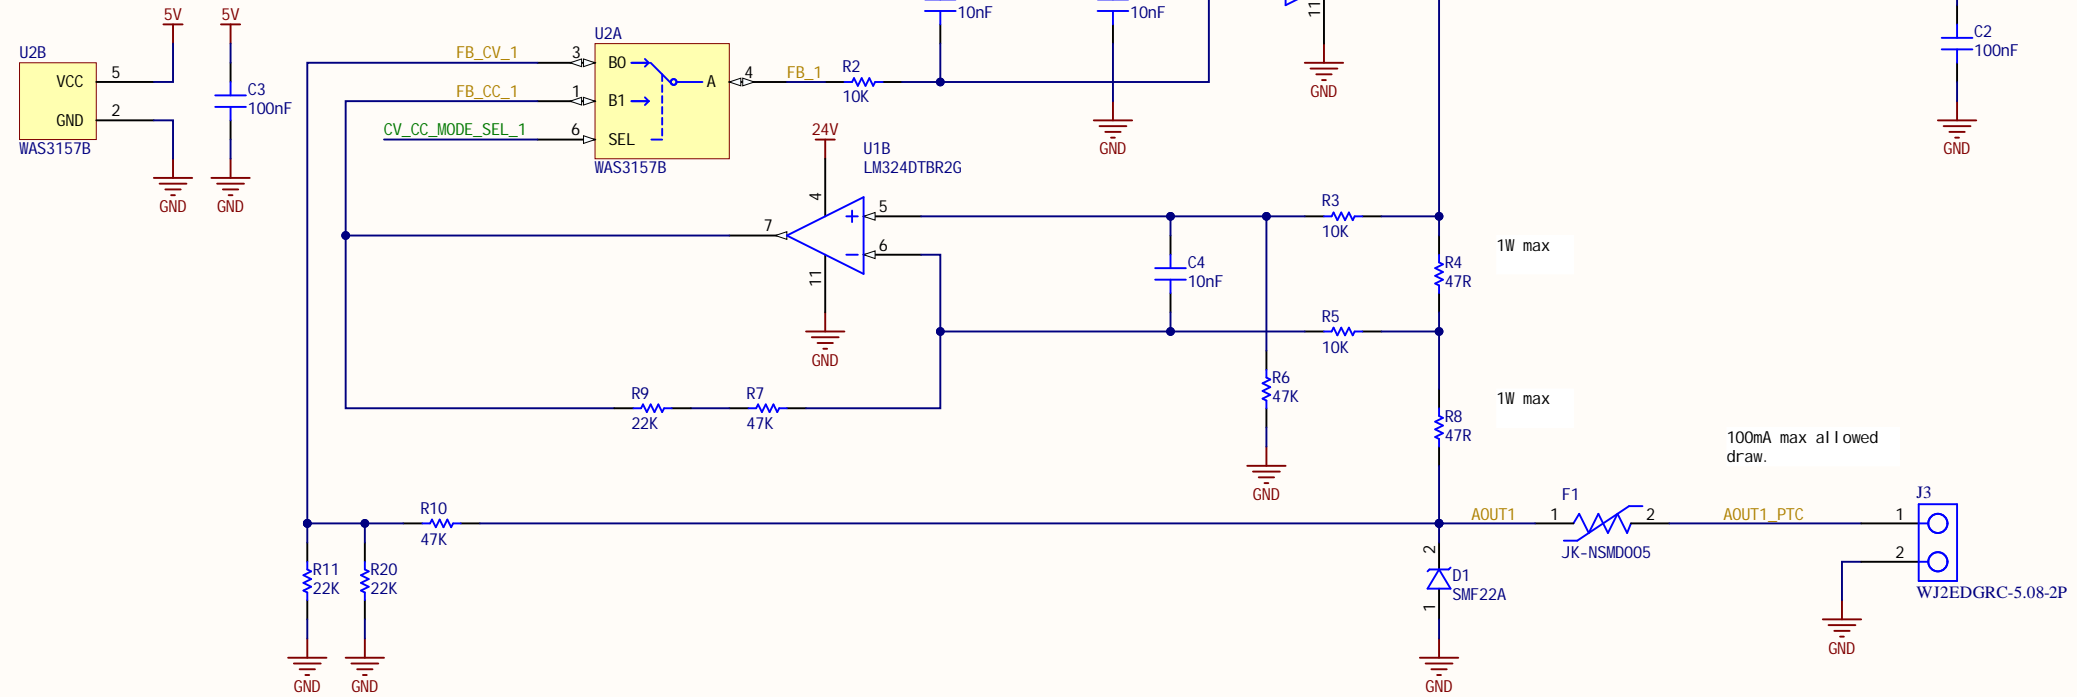 5V
5V
10nF
10nF
11
GND
C2
100nF
GND
U2B
VCC
5
GND
2
WAS3157B
GND
C3
100nF
GND
U2A
FB_CV_1
3
B0
FB_CC_1
1
B1
A
4
FB_1
R2
10K
CV_CC_MODE_SEL_1
6
SEL
WAS3157B
GND
24V
U1B
LM324DTBR2G
4
5
7
6
11
GND
R3
10K
1W max
R4
47R
C4
10nF
R5
10K
R9
22K
R7
47K
R6
47K
GND
1W max
R8
47R
100mA max allowed
draw.
R10
47K
AOUT1
F1
1
2
JK-NSMD005
AOUT1_PTC
J3
1
2
WJ2EDGRC-5.08-2P
GND
R11
22K
R20
22K
GND
GND
2
D1
SMF22A
1
GND